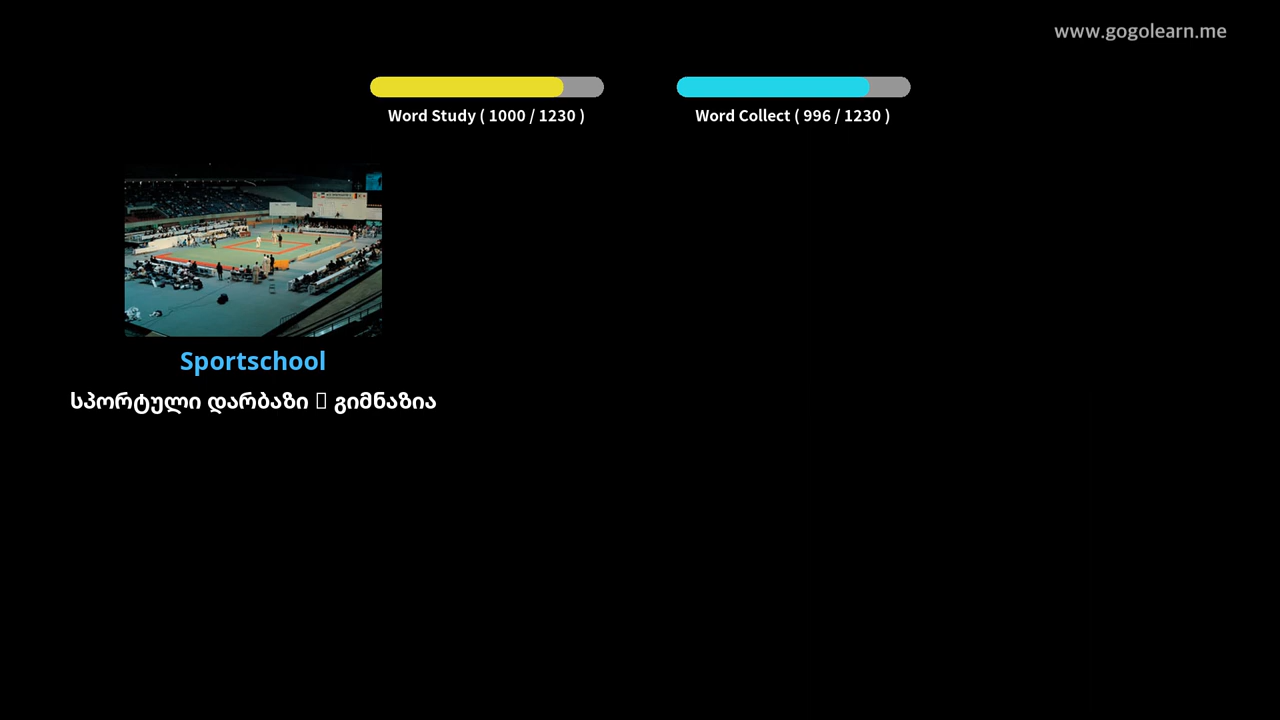 www.gogolearn.me
Word Study ( 1000 / 1230 )
Word Collect ( 996 / 1230 )
Sportschool
სპორტული დარბაზი ▯ გიმნაზია